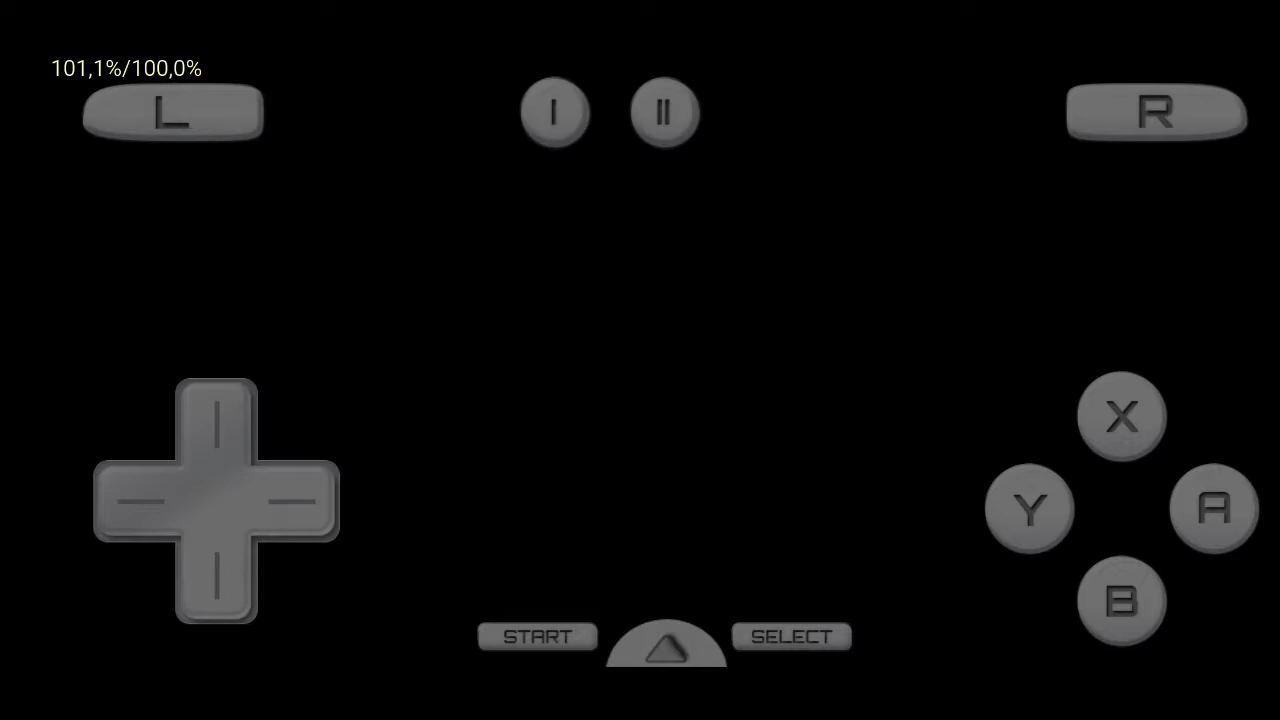 101,1%/100,0%
L
I
II
R
X
Y
A
B
START
SELECT